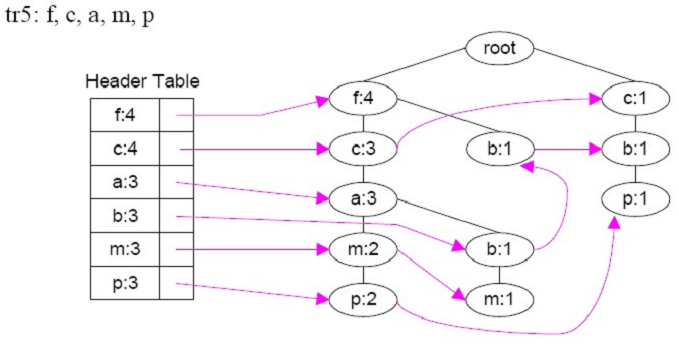 tr5: f, c, a, m, p
root
Header Table
f:4
f:4
c:1
c:4
c:3
b:1
b:1
a:3
a:3
p:1
b:3
m:3
m:2
b:1
p:3
p:2
m:1